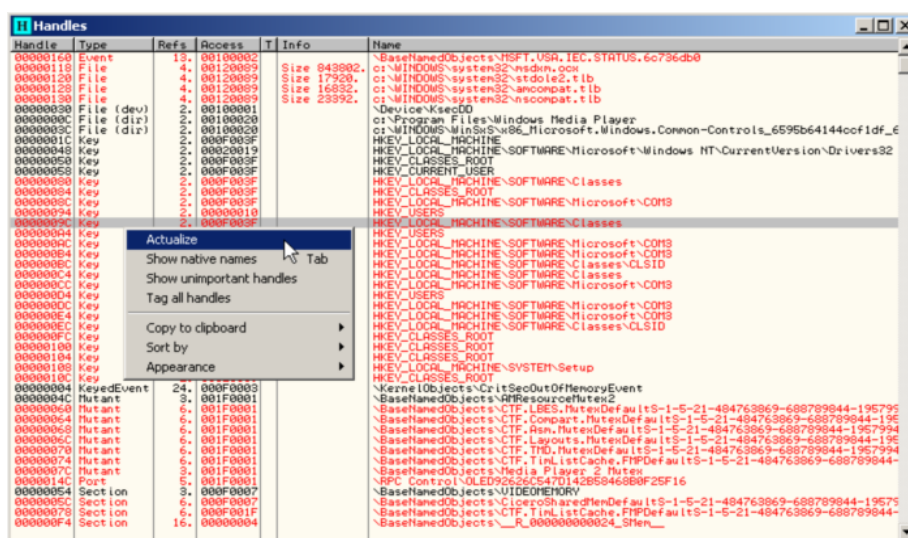 H Handles
Handle Type Refs Access T Info Name
00000160 Event 13. 00100002 \BaseNamedObjects\MSFT.VSA.IEC.STATUS.6c736db0
00000118 File 4. 00120089 Size 843802. c:\WINDOWS\system32\msdxm.ocx
00000120 File 4. 00120089 Size 17920. c:\WINDOWS\system32\stdole2.tlb
00000128 File 4. 00120089 Size 16832. c:\WINDOWS\system32\amcompat.tlb
00000130 File 4. 00120089 Size 23392. c:\WINDOWS\system32\nscompat.tlb
00000030 File (dev) 2. 00100001 \Device\KsecDD
0000000C File (dir) 2. 00100020 c:\Program Files\Windows Media Player
0000003C File (dir) 2. 00100020 c:\WINDOWS\WinSxS\x86_Microsoft.Windows.Common-Controls_6595b64144ccf1df_6
0000001C Key 2. 000F003F HKEY_LOCAL_MACHINE
00000048 Key 2. 00020019 HKEY_LOCAL_MACHINE\SOFTWARE\Microsoft\Windows NT\CurrentVersion\Drivers32
00000050 Key 2. 000F003F HKEY_CLASSES_ROOT
00000058 Key 2. 000F003F HKEY_CURRENT_USER
00000080 Key 2. 000F003F HKEY_LOCAL_MACHINE\SOFTWARE\Classes
00000084 Key 2. 000F003F HKEY_CLASSES_ROOT
0000008C Key 2. 000F003F HKEY_LOCAL_MACHINE\SOFTWARE\Microsoft\COM3
00000094 Key 2. 00000010 HKEY_USERS
0000009C Key 2. 000F003F HKEY_LOCAL_MACHINE\SOFTWARE\Classes
000000A4 Key HKEY_USERS
000000AC Key HKEY_LOCAL_MACHINE\SOFTWARE\Microsoft\COM3
000000B4 Key HKEY_LOCAL_MACHINE\SOFTWARE\Microsoft\COM3
000000BC Key HKEY_LOCAL_MACHINE\SOFTWARE\Classes\CLSID
000000C4 Key HKEY_LOCAL_MACHINE\SOFTWARE\Classes
000000CC Key HKEY_LOCAL_MACHINE\SOFTWARE\Microsoft\COM3
000000D4 Key HKEY_USERS
000000DC Key HKEY_LOCAL_MACHINE\SOFTWARE\Microsoft\COM3
000000E4 Key HKEY_LOCAL_MACHINE\SOFTWARE\Microsoft\COM3
000000EC Key HKEY_LOCAL_MACHINE\SOFTWARE\Classes\CLSID
000000FC Key HKEY_CLASSES_ROOT
00000100 Key HKEY_CLASSES_ROOT
00000104 Key HKEY_CLASSES_ROOT
00000108 Key HKEY_LOCAL_MACHINE\SYSTEM\Setup
0000010C Key HKEY_CLASSES_ROOT
00000004 KeyedEvent 24. 000F0003 \KernelObjects\CritSecOutOfMemoryEvent
0000004C Mutant 3. 001F0001 \BaseNamedObjects\AMResourceMutex2
00000060 Mutant 6. 001F0001 \BaseNamedObjects\CTF.LBES.MutexDefaultS-1-5-21-484763869-688789844-195799
00000064 Mutant 6. 001F0001 \BaseNamedObjects\CTF.Compart.MutexDefaultS-1-5-21-484763869-688789844-195
00000068 Mutant 6. 001F0001 \BaseNamedObjects\CTF.Asm.MutexDefaultS-1-5-21-484763869-688789844-1957994
0000006C Mutant 6. 001F0001 \BaseNamedObjects\CTF.Layouts.MutexDefaultS-1-5-21-484763869-688789844-195
00000070 Mutant 6. 001F0001 \BaseNamedObjects\CTF.TMD.MutexDefaultS-1-5-21-484763869-688789844-1957994
00000074 Mutant 6. 001F0001 \BaseNamedObjects\CTF.TimListCache.FMPDefaultS-1-5-21-484763869-688789844-
0000007C Mutant 3. 001F0001 \BaseNamedObjects\Media Player 2 Mutex
0000014C Port 5. 001F0001 \RPC Control\OLED92626C547D142B58468B0F25F16
00000054 Section 3. 000F0007 \BaseNamedObjects\VIDEOMEMORY
0000005C Section 6. 000F0007 \BaseNamedObjects\CiceroSharedMemDefaultS-1-5-21-484763869-688789844-19579
00000078 Section 6. 000F001F \BaseNamedObjects\CTF.TimListCache.FMPDefaultS-1-5-21-484763869-688789844-
000000F4 Section 16. 00000004 \BaseNamedObjects\__R_000000000024_SMem__
Actualize
Show native names Tab
Show unimportant handles
Tag all handles
Copy to clipboard
Sort by
Appearance